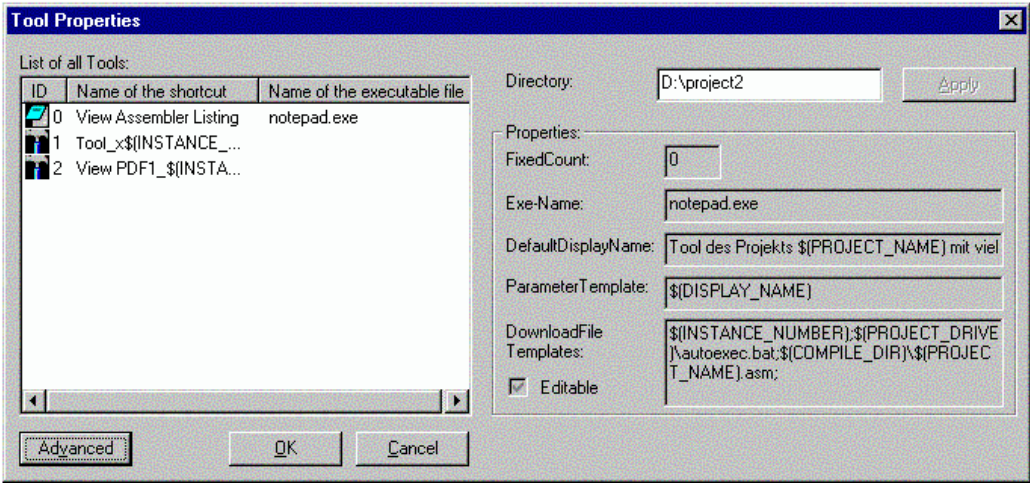 Tool Properties
List of all Tools:
ID Name of the shortcut Name of the executable file
0 View Assembler Listing notepad.exe
1 Tool_x$(INSTANCE_...
2 View PDF1_$(INSTA...
Advanced OK Cancel
Directory: D:\project2 Apply
Properties:
FixedCount: 0
Exe-Name: notepad.exe
DefaultDisplayName: Tool des Projekts $(PROJECT_NAME) mit viel
ParameterTemplate: $(DISPLAY_NAME)
DownloadFile
Templates:
$(INSTANCE_NUMBER);$(PROJECT_DRIVE
)\autoexec.bat;$(COMPILE_DIR)\$(PROJEC
T_NAME).asm;
Editable